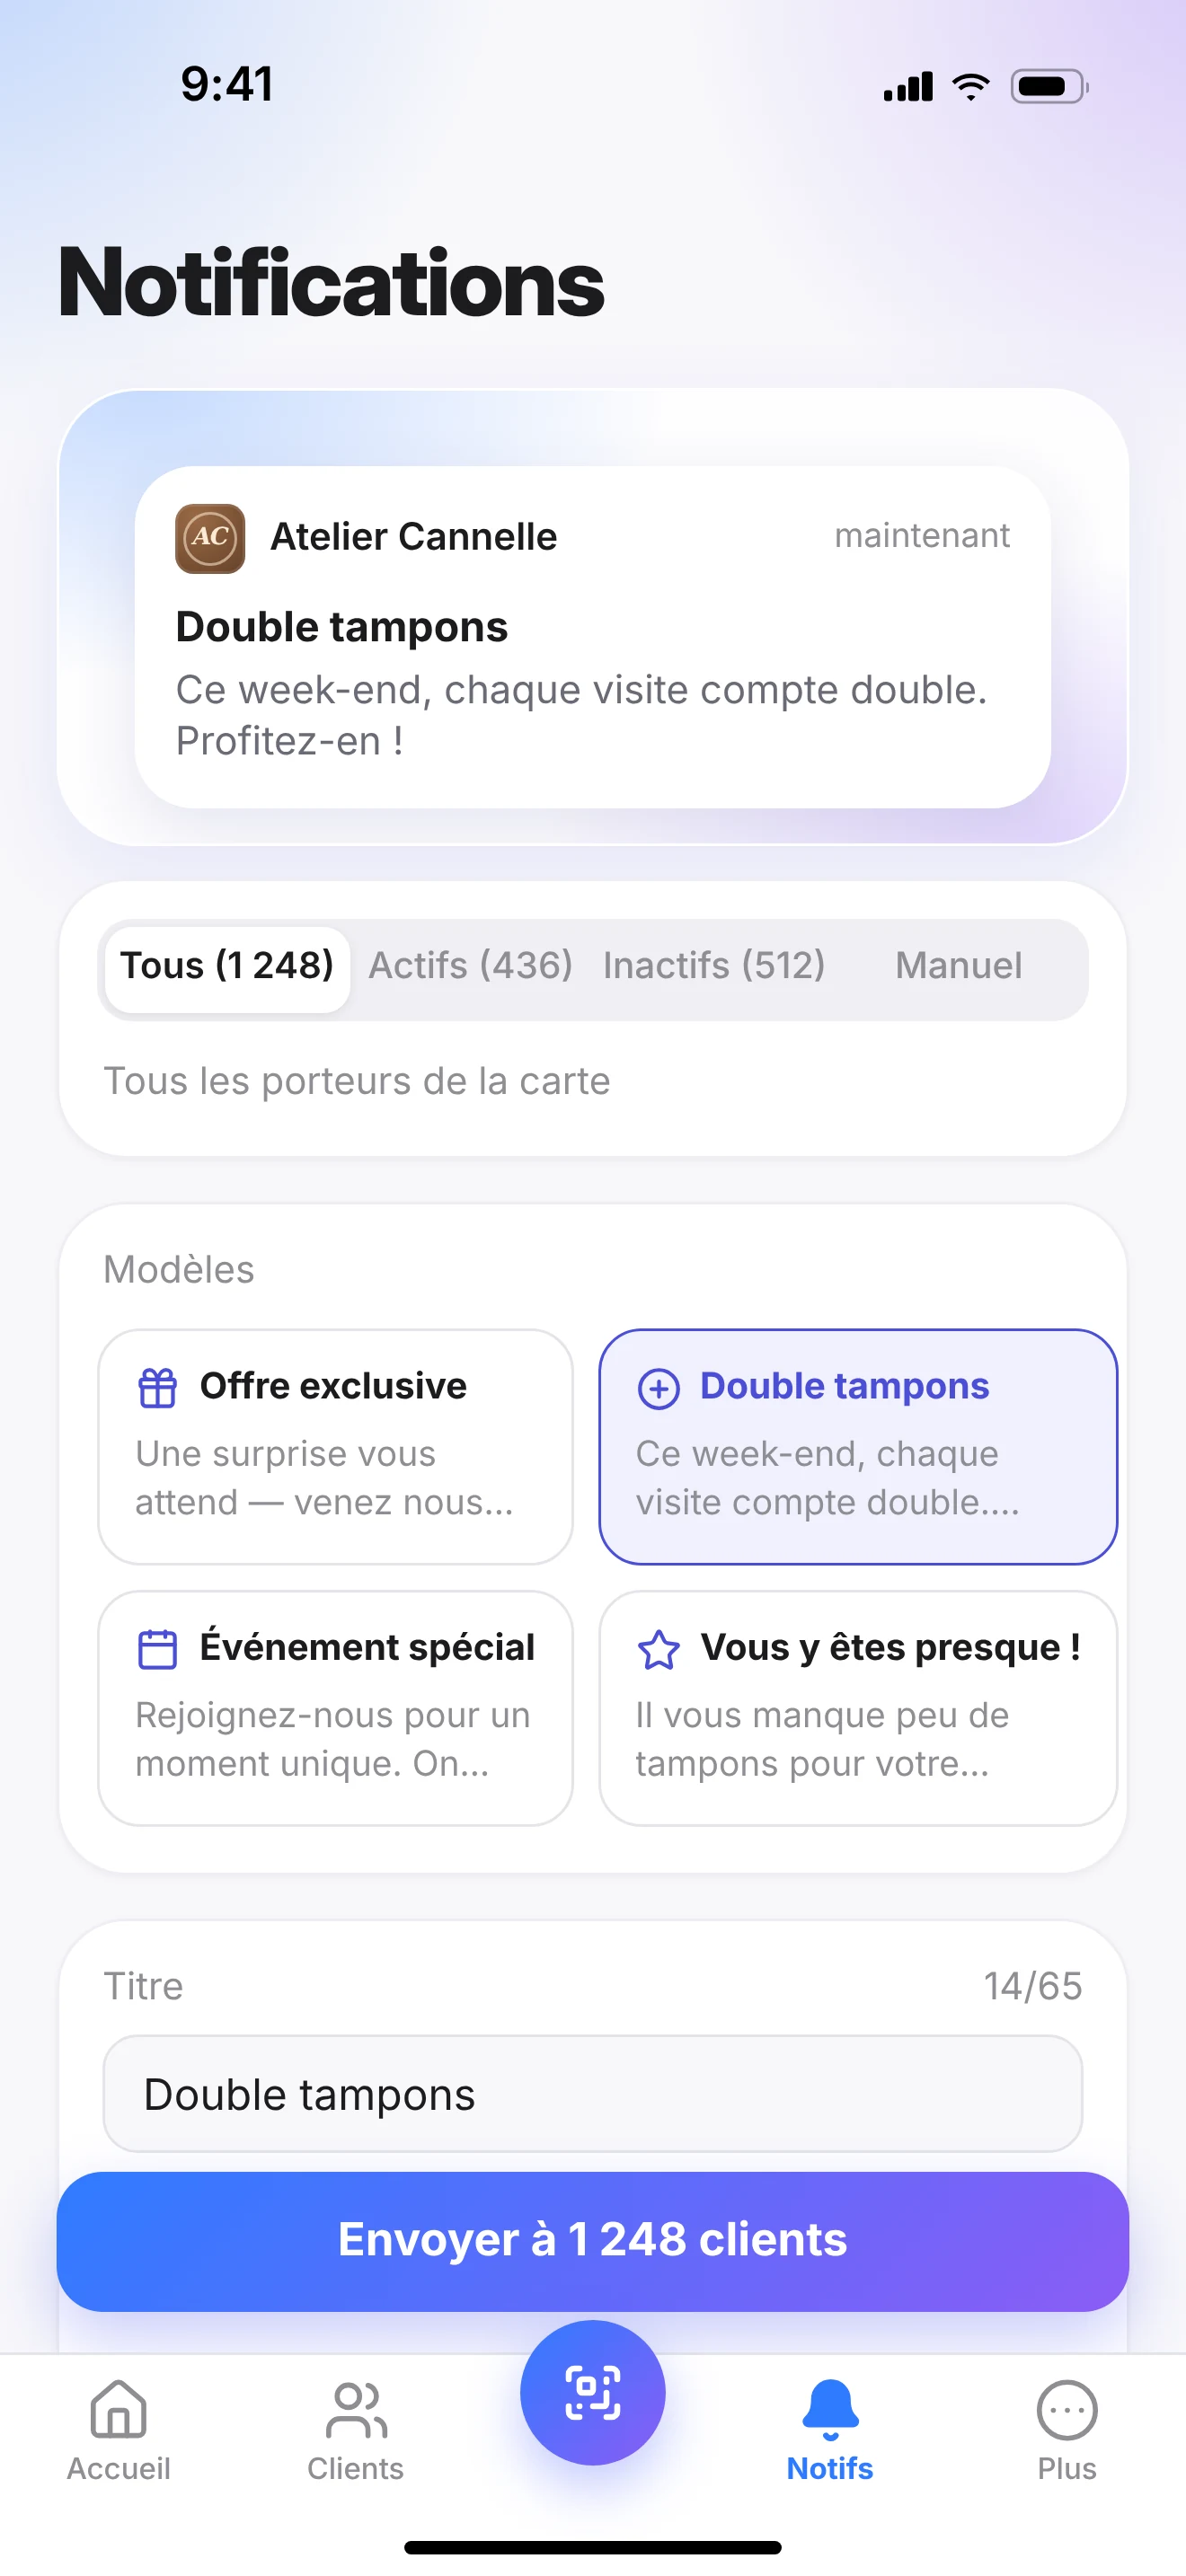 9:41
Notifications
AC
Atelier Cannelle
maintenant
Double tampons
Ce week-end, chaque visite compte double.
Profitez-en !
Tous (1 248)
Actifs (436)
Inactifs (512)
Manuel
Tous les porteurs de la carte
Modèles
Offre exclusive
Une surprise vous
attend — venez nous...
Double tampons
Ce week-end, chaque
visite compte double....
Événement spécial
Rejoignez-nous pour un
moment unique. On...
Vous y êtes presque !
Il vous manque peu de
tampons pour votre...
Titre
14/65
Double tampons
Envoyer à 1 248 clients
Accueil
Clients
Notifs
Plus